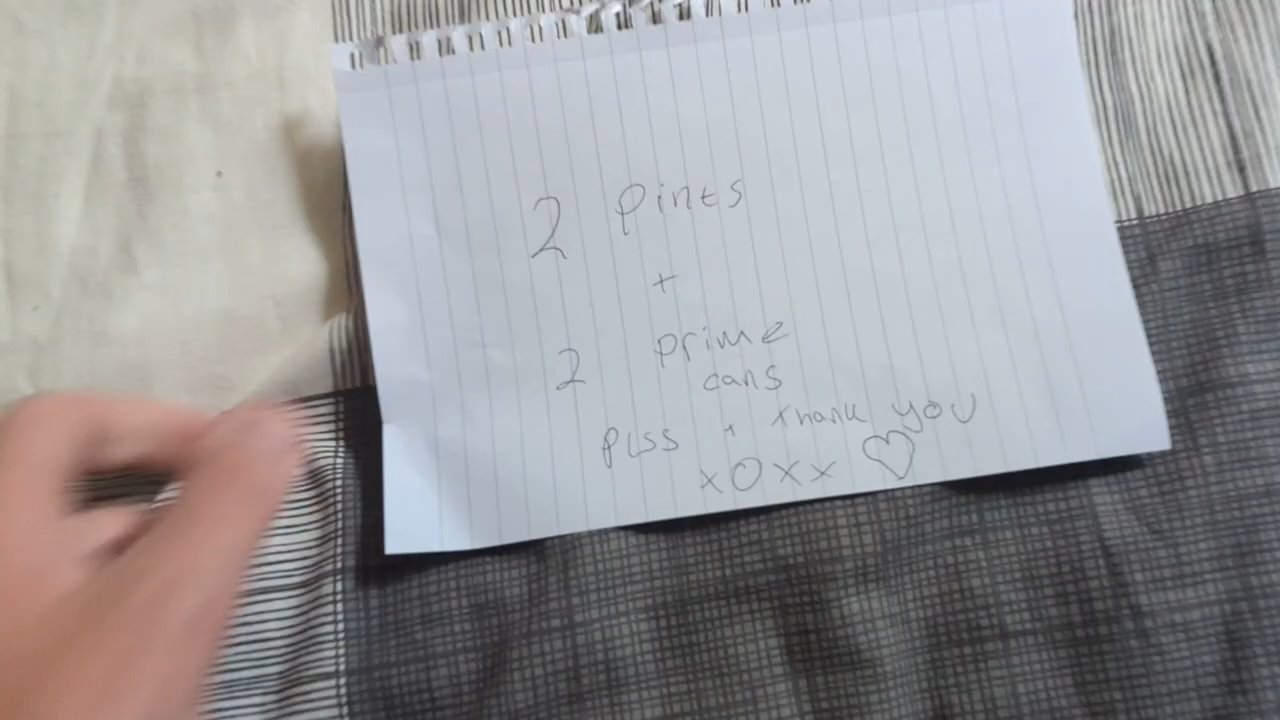 2 Pints
+
2 prime
cans
plss + thank you
xoxx ♡